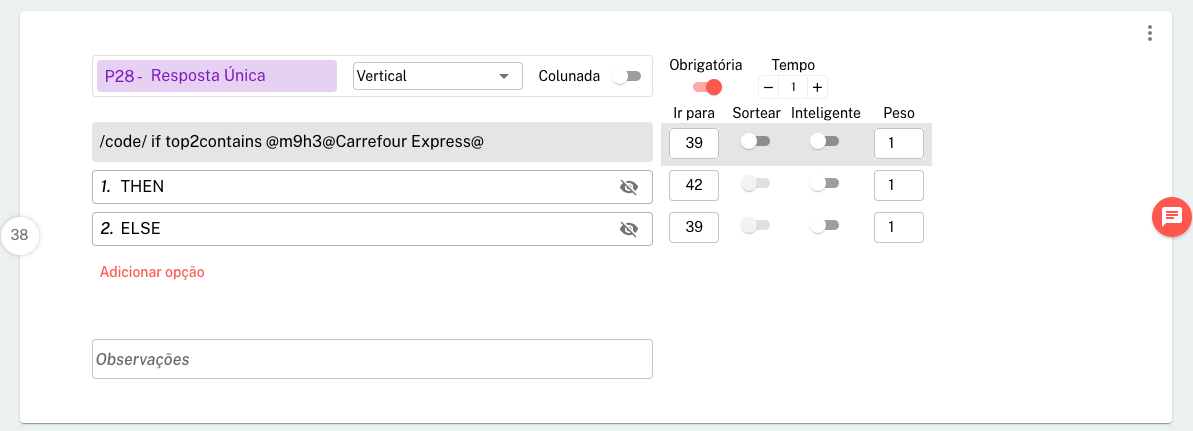 P28 - Resposta Única Vertical Colunada
Obrigatória Tempo
− 1 +
Ir para Sortear Inteligente Peso
/code/ if top2contains @m9h3@Carrefour Express@ 39 1
1. THEN 42 1
2. ELSE 39 1
38
Adicionar opção
Observações